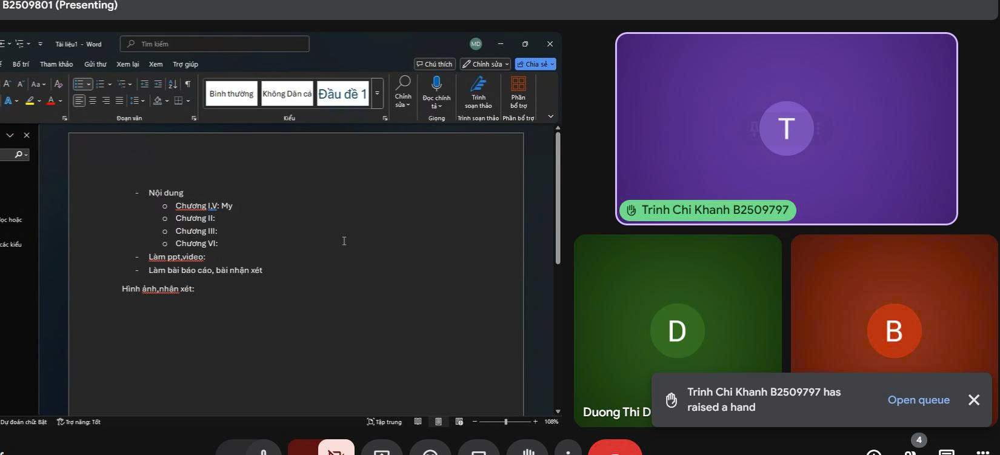 B2509801 (Presenting)
Tài liệu1 - Word
Tìm kiếm
MD
Bố trí Tham khảo Gửi thư Xem lại Xem Trợ giúp
Chú thích Chỉnh sửa Chia sẻ
Aa
Bình thường Không Dãn cá Đầu đề 1
Chỉnh sửa
Đọc chính tả
Trình soạn thảo
Phần bổ trợ
Đoạn văn Kiểu Giọng Trình soạn thảo Phần bổ trợ
ọc hoặc
các kiểu
- Nội dung
o Chương I,V: My
o Chương II:
o Chương III:
o Chương VI:
- Làm ppt,video:
- Làm bài báo cáo, bài nhận xét
Hình ảnh,nhận xét:
Dự đoán chữ: Bật Trợ năng: Tốt Tập trung 108%
T
Trinh Chi Khanh B2509797
D
Duong Thi D
B
Trinh Chi Khanh B2509797 has
raised a hand
Open queue
4